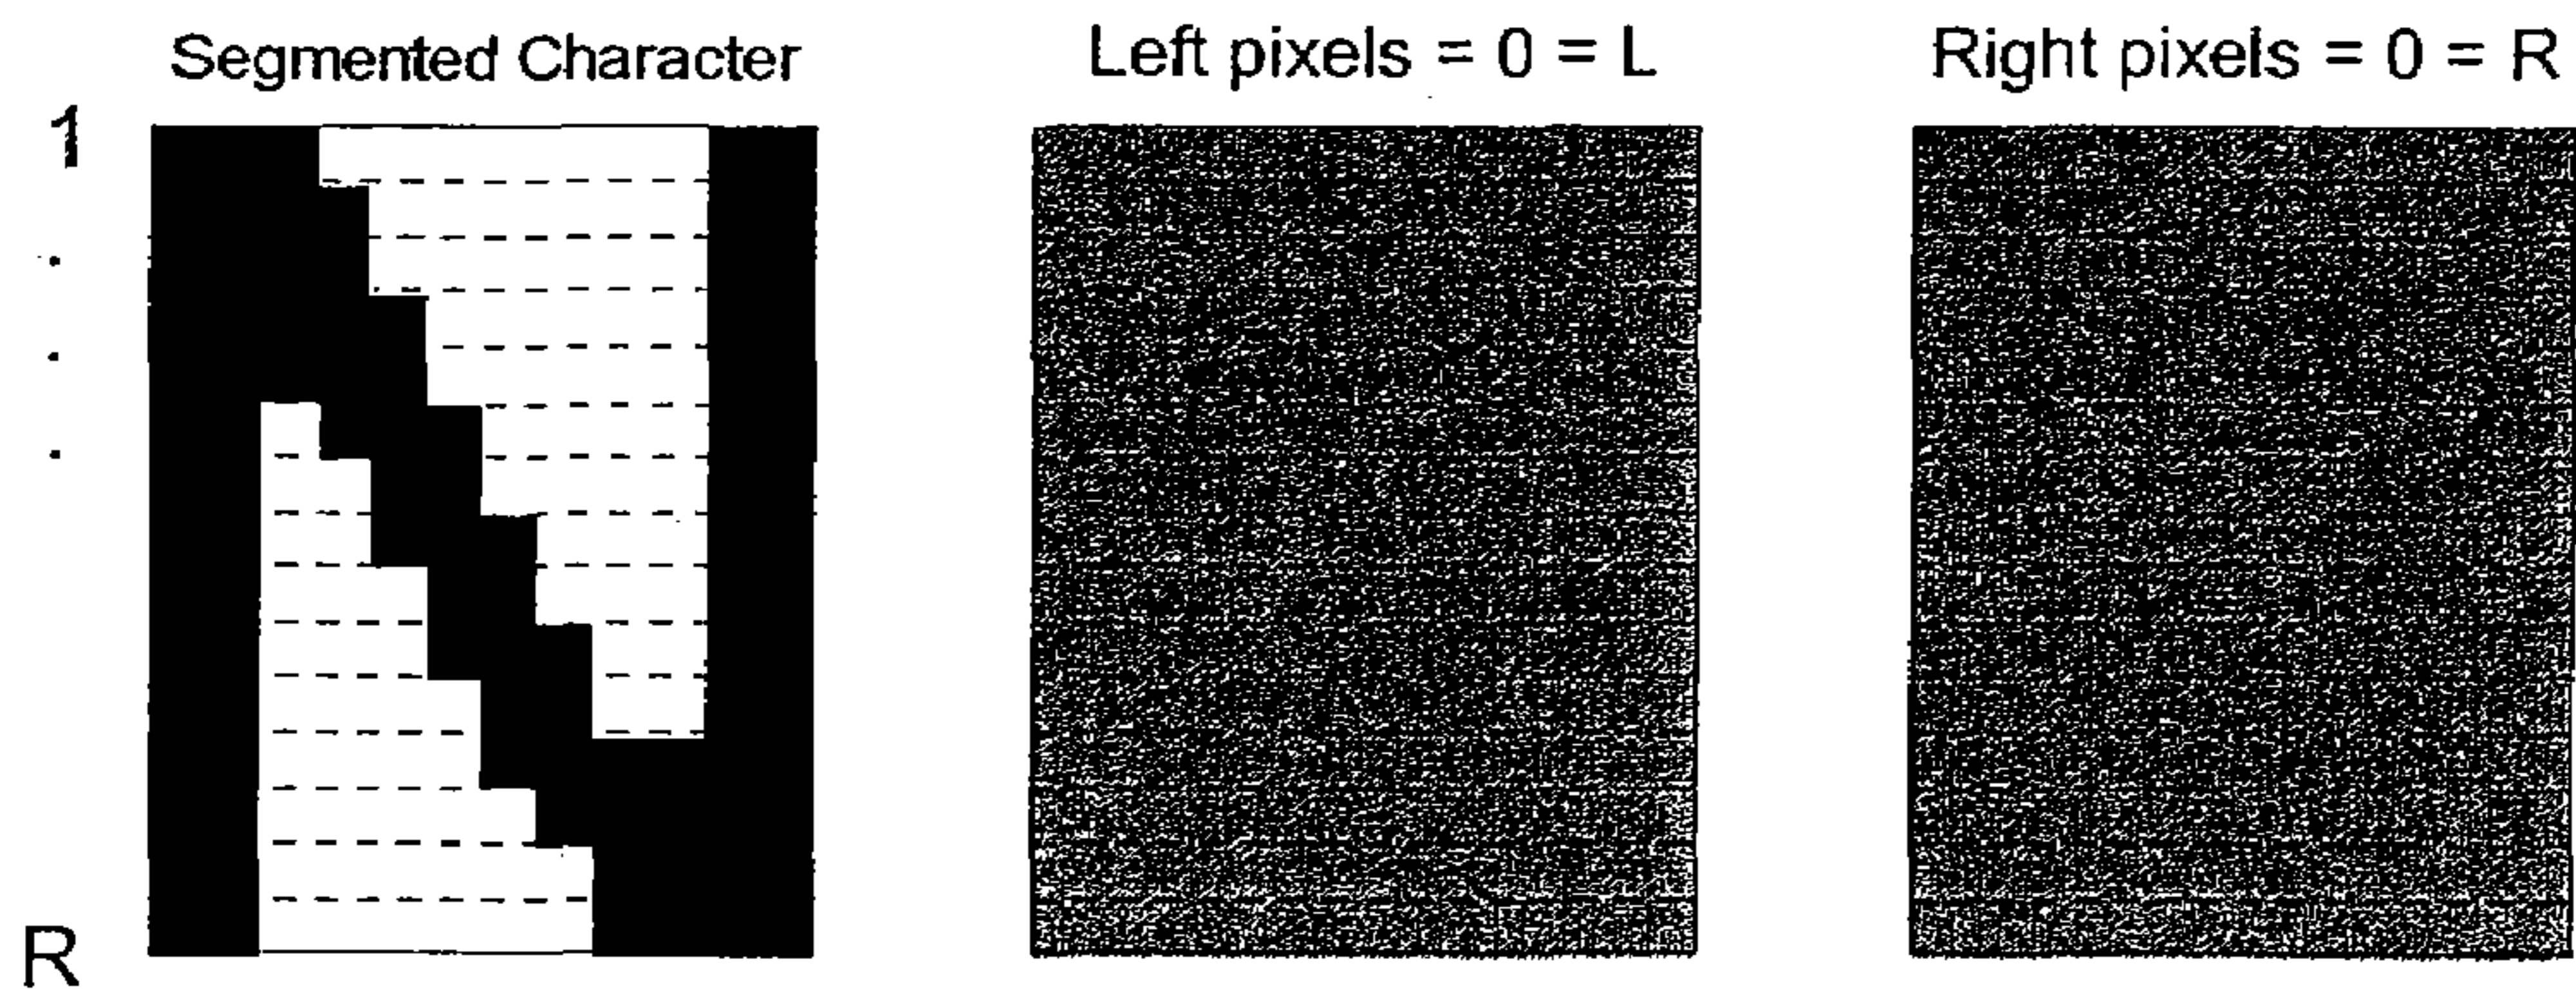 Segmented Character
Left pixels = 0 = L
Right pixels = 0 = R
1
.
.
.
R